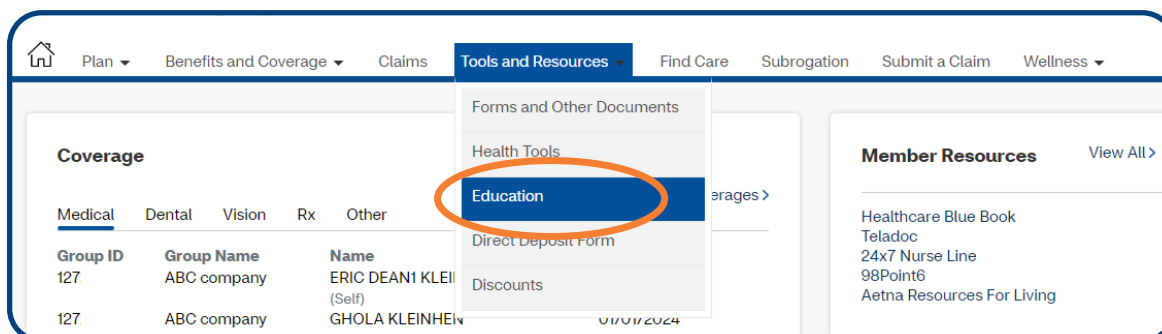 Plan Benefits and Coverage Claims Tools and Resources Find Care Subrogation Submit a Claim Wellness
Forms and Other Documents
Health Tools
Education
Direct Deposit Form
Discounts
Coverage
erages>
Medical Dental Vision Rx Other
Group ID Group Name Name
127 ABC company ERIC DEAN1
(Self)
127 ABC company GHOLA KLEINHEN 01/01/2024
Member Resources View All>
Healthcare Blue Book
Teladoc
24x7 Nurse Line
98Point6
Aetna Resources For Living